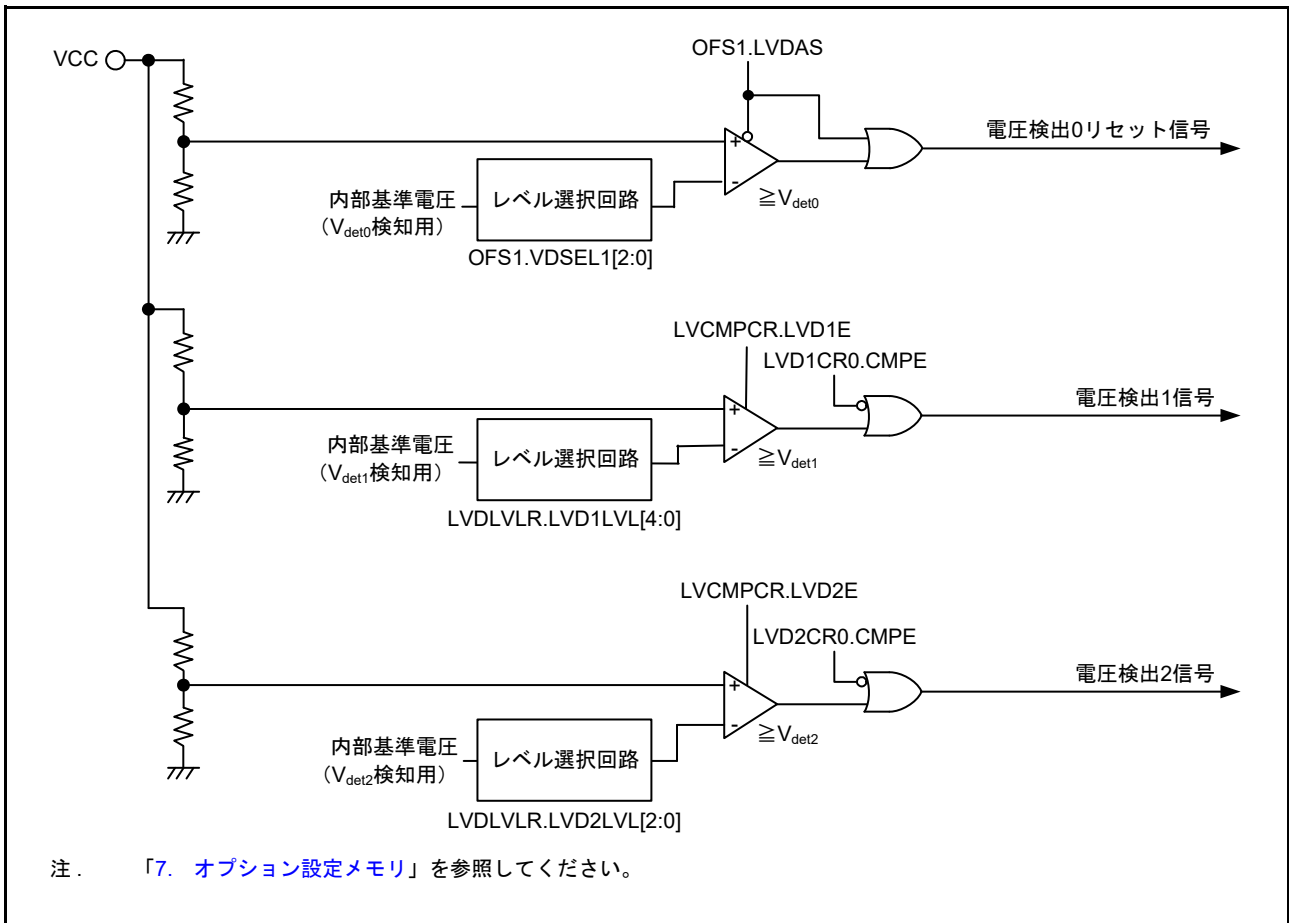 VCC
OFS1.LVDAS
電圧検出0リセット信号
+
-
≧Vdet0
内部基準電圧
（Vdet0検知用）
レベル選択回路
OFS1.VDSEL1[2:0]
LVCMPCR.LVD1E
LVD1CR0.CMPE
電圧検出1信号
+
-
≧Vdet1
内部基準電圧
（Vdet1検知用）
レベル選択回路
LVDLVLR.LVD1LVL[4:0]
LVCMPCR.LVD2E
LVD2CR0.CMPE
電圧検出2信号
+
-
≧Vdet2
内部基準電圧
（Vdet2検知用）
レベル選択回路
LVDLVLR.LVD2LVL[2:0]
注. 「7. オプション設定メモリ」を参照してください。